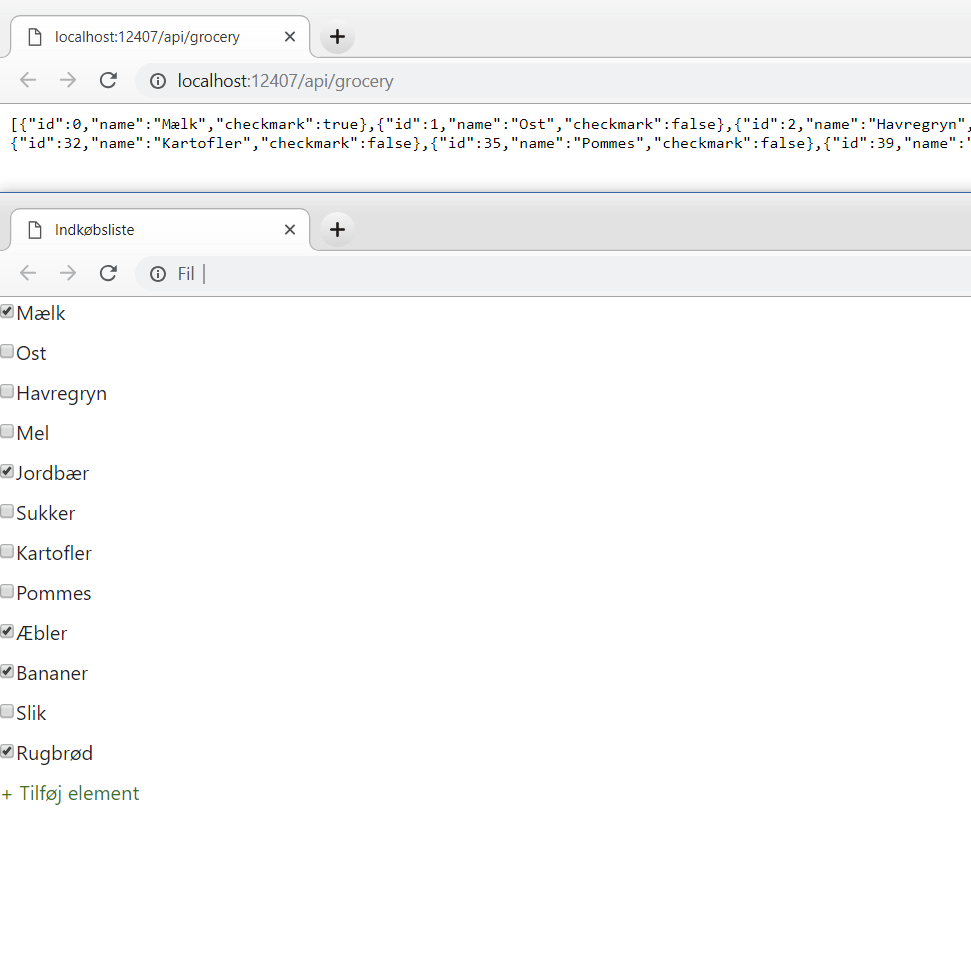 localhost:12407/api/grocery
localhost:12407/api/grocery
[{"id":0,"name":"Mælk","checkmark":true},{"id":1,"name":"Ost","checkmark":false},{"id":2,"name":"Havregryn",
{"id":32,"name":"Kartofler","checkmark":false},{"id":35,"name":"Pommes","checkmark":false},{"id":39,"name":"
Indkøbsliste
Fil
Mælk
Ost
Havregryn
Mel
Jordbær
Sukker
Kartofler
Pommes
Æbler
Bananer
Slik
Rugbrød
+ Tilføj element